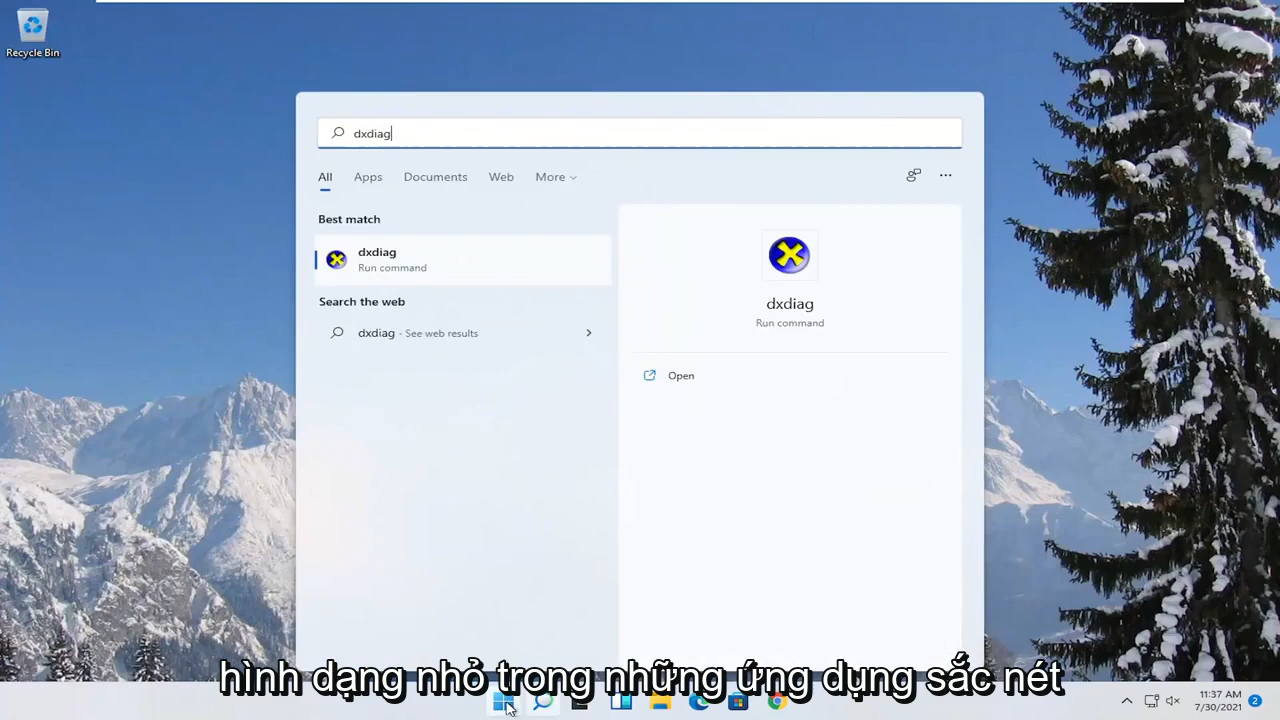 Recycle Bin
dxdiag
All Apps Documents Web More
Best match
dxdiag
Run command
Search the web
dxdiag - See web results
dxdiag
Run command
Open
hình dạng nhỏ trong những ứng dụng sắc nét
11:37 AM
7/30/2021
2